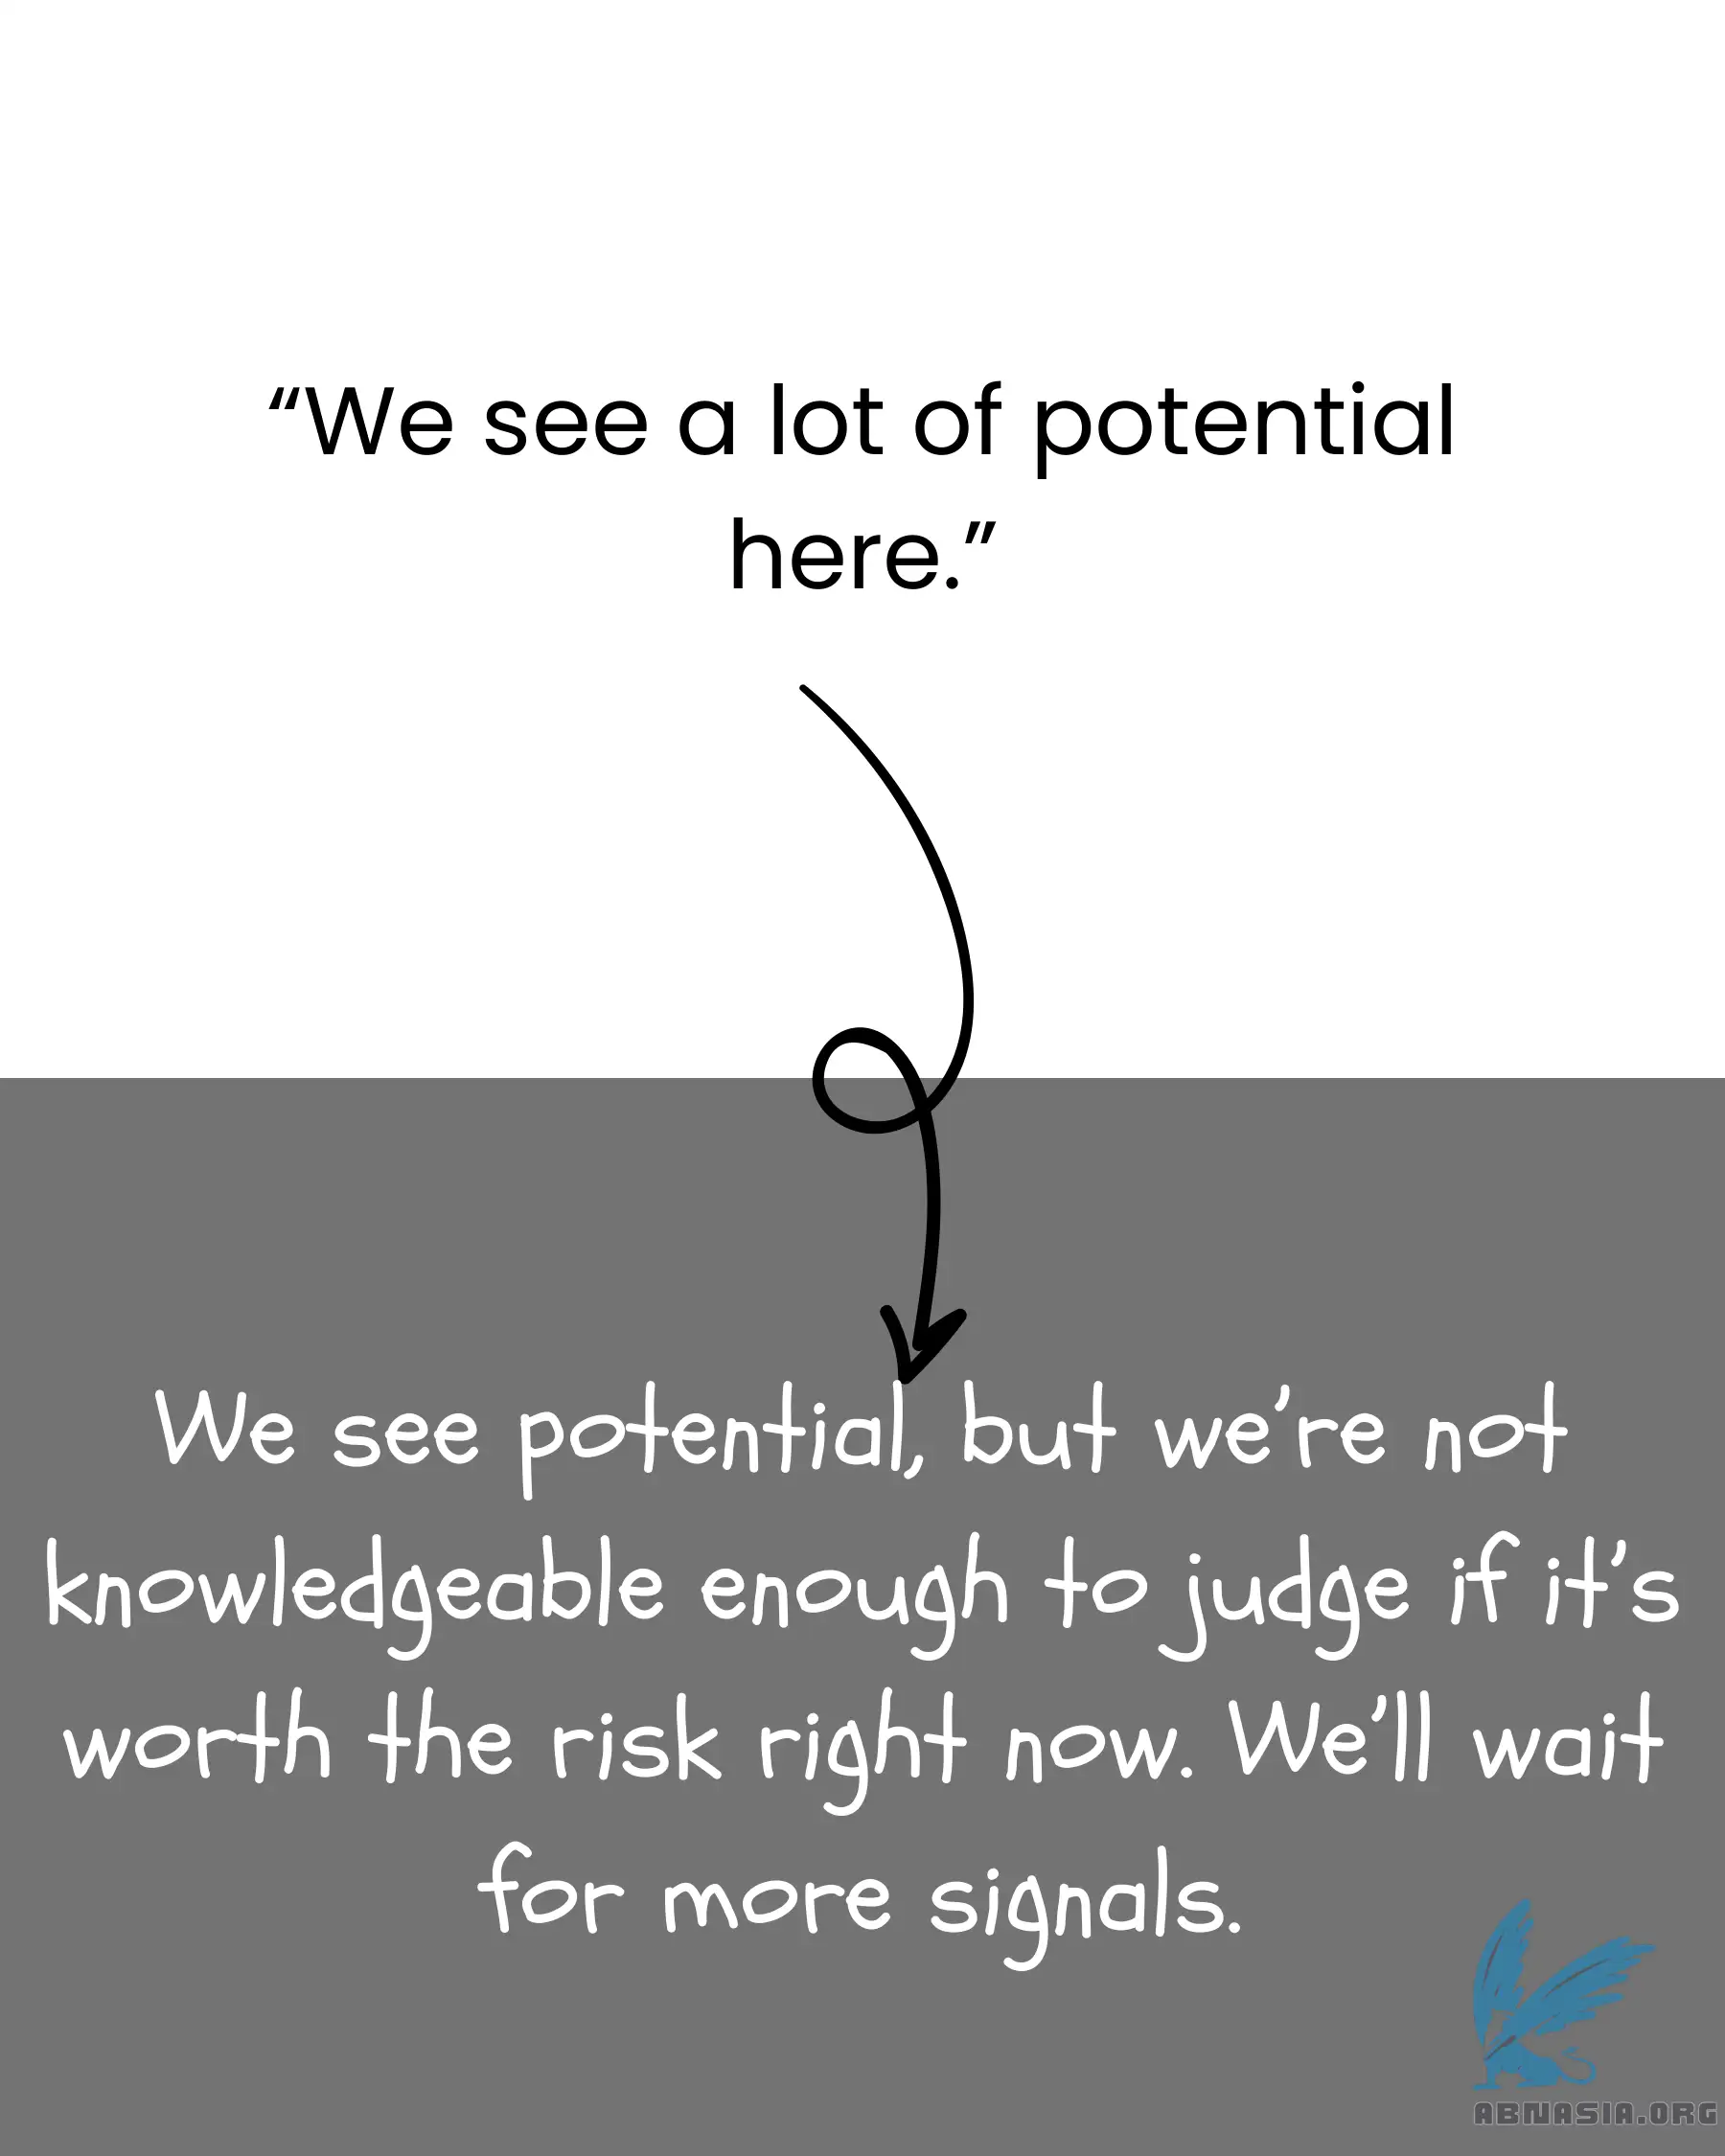 “We see a lot of potential
here.”
We see potential, but we’re not
knowledgeable enough to judge if it’s
worth the risk right now. We’ll wait
for more signals.
ABNASIA.ORG